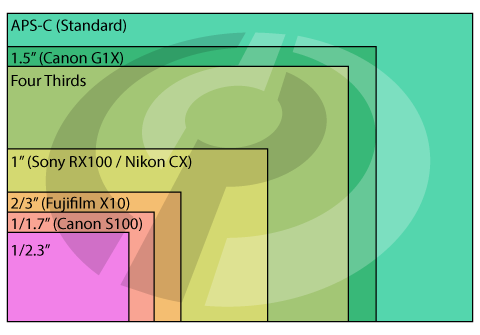 APS-C (Standard)
1.5” (Canon G1X)
Four Thirds
1” (Sony RX100 / Nikon CX)
2/3” (Fujifilm X10)
1/1.7” (Canon S100)
1/2.3”